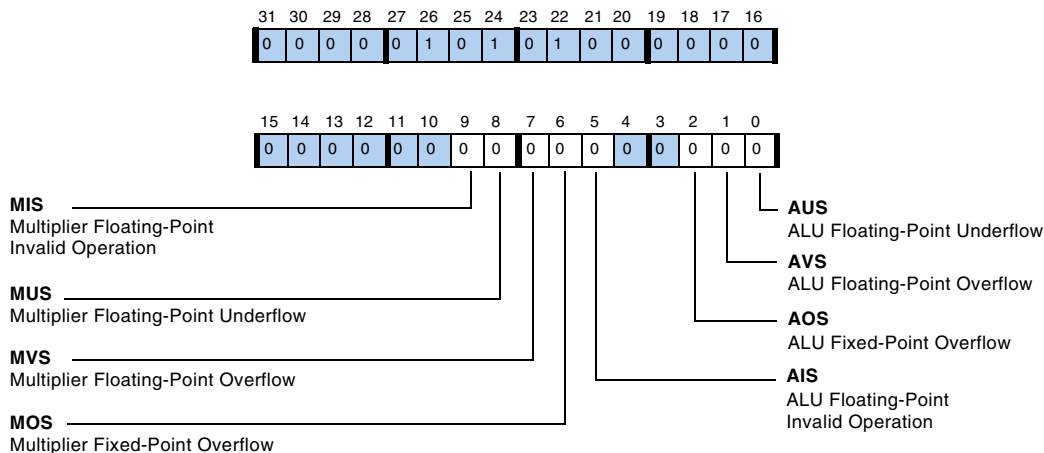 31 30 29 28 27 26 25 24 23 22 21 20 19 18 17 16
0 0 0 0 0 1 0 1 0 1 0 0 0 0 0 0
15 14 13 12 11 10 9 8 7 6 5 4 3 2 1 0
0 0 0 0 0 0 0 0 0 0 0 0 0 0 0 0
MIS
Multiplier Floating-Point
Invalid Operation
MUS
Multiplier Floating-Point Underflow
MVS
Multiplier Floating-Point Overflow
MOS
Multiplier Fixed-Point Overflow
AUS
ALU Floating-Point Underflow
AVS
ALU Floating-Point Overflow
AOS
ALU Fixed-Point Overflow
AIS
ALU Floating-Point
Invalid Operation